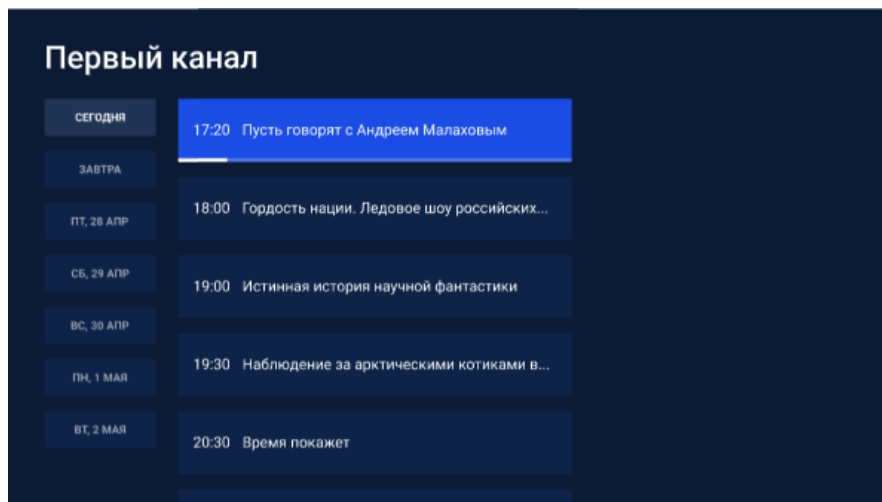 Первый канал
СЕГОДНЯ
ЗАВТРА
ПТ, 28 АПР
СБ, 29 АПР
ВС, 30 АПР
ПН, 1 МАЯ
ВТ, 2 МАЯ
17:20 Пусть говорят с Андреем Малаховым
18:00 Гордость нации. Ледовое шоу российских...
19:00 Истинная история научной фантастики
19:30 Наблюдение за арктическими котиками в...
20:30 Время покажет